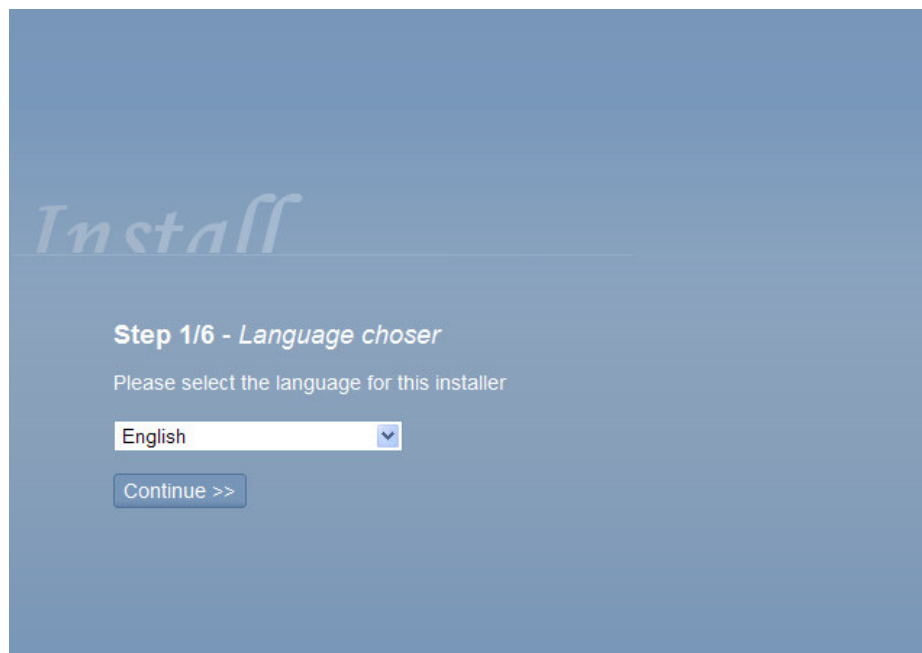 Install
Step 1/6 - Language choser
Please select the language for this installer
English
Continue >>